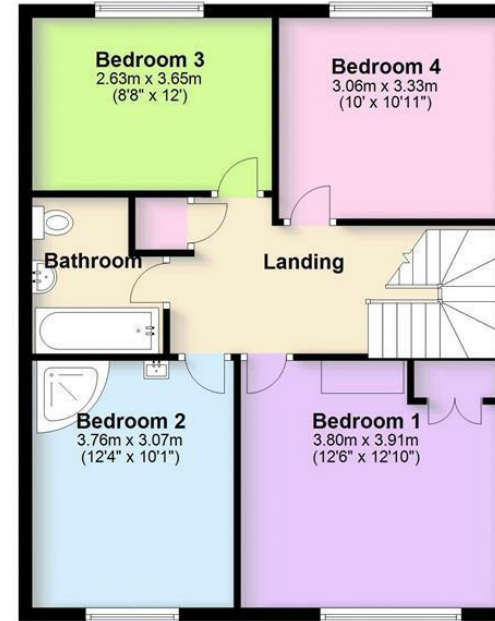 Bedroom 3
2.63m x 3.65m
(8'8" x 12')
Bedroom 4
3.06m x 3.33m
(10' x 10'11")
Bathroom
Landing
Bedroom 2
3.76m x 3.07m
(12'4" x 10'1")
Bedroom 1
3.80m x 3.91m
(12'6" x 12'10")